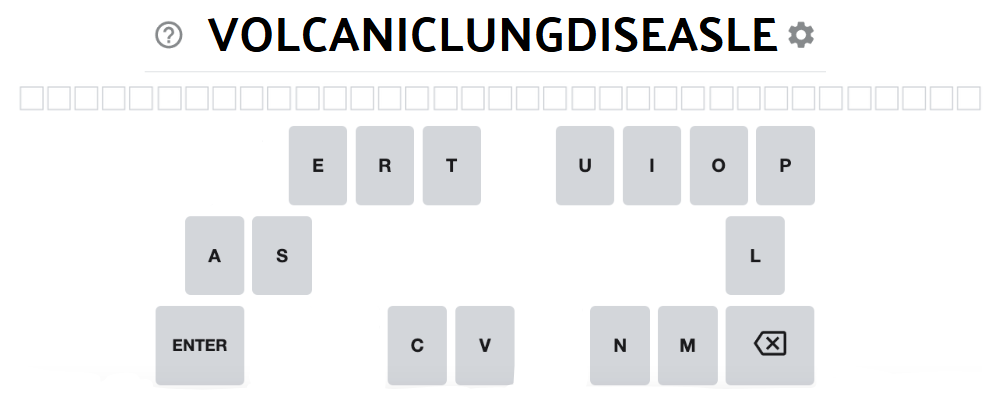 ? VOLCANICLUNGDISEASLE
E R T U I O P
A S L
ENTER C V N M